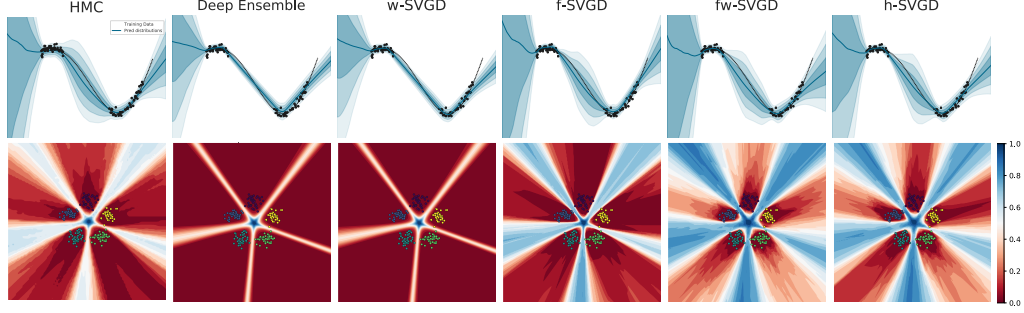 HMC
Deep Ensemble
w-SVGD
f-SVGD
fw-SVGD
h-SVGD
Training Data
Pred distributions
1.0
0.8
0.6
0.4
0.2
0.0